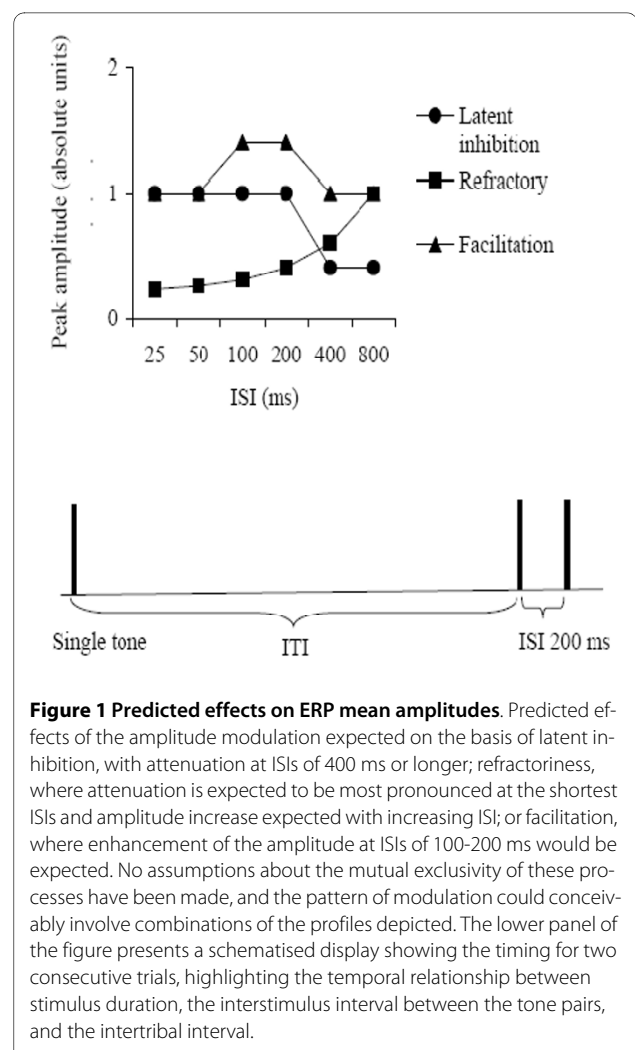 2
Peak amplitude (absolute units)
1
0
25 50 100 200 400 800
ISI (ms)
Latent
inhibition
Refractory
Facilitation
Single tone
ITI
ISI 200 ms
Figure 1 Predicted effects on ERP mean amplitudes. Predicted ef-
fects of the amplitude modulation expected on the basis of latent in-
hibition, with attenuation at ISIs of 400 ms or longer; refractoriness,
where attenuation is expected to be most pronounced at the shortest
ISIs and amplitude increase expected with increasing ISI; or facilitation,
where enhancement of the amplitude at ISIs of 100-200 ms would be
expected. No assumptions about the mutual exclusivity of these pro-
cesses have been made, and the pattern of modulation could conceiv-
ably involve combinations of the profiles depicted. The lower panel of
the figure presents a schematised display showing the timing for two
consecutive trials, highlighting the temporal relationship between
stimulus duration, the interstimulus interval between the tone pairs,
and the intertribal interval.